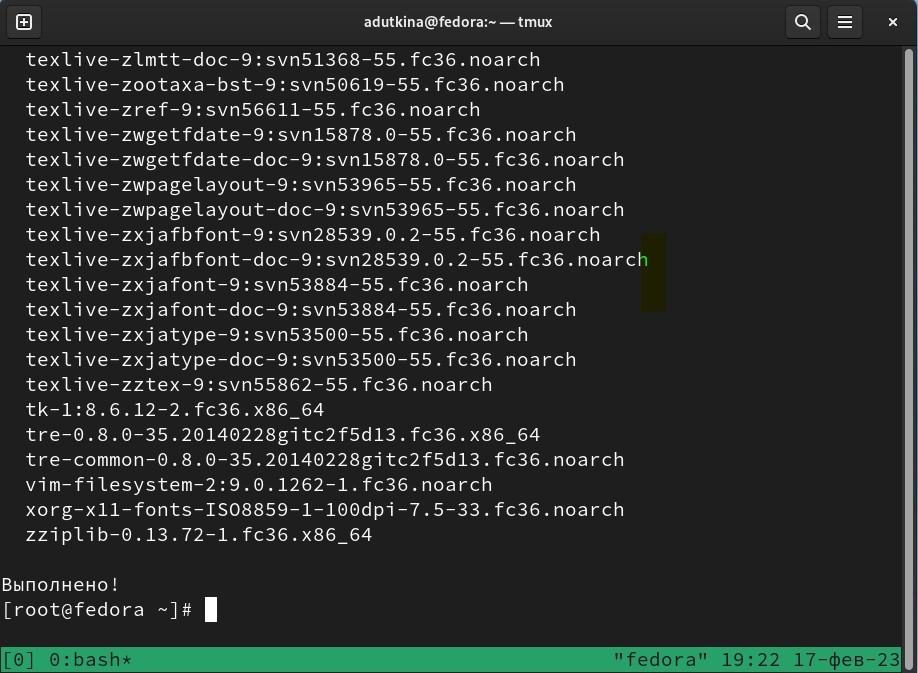 adutkina@fedora:~ — tmux
texlive-zlmtt-doc-9:svn51368-55.fc36.noarch
texlive-zootaxa-bst-9:svn50619-55.fc36.noarch
texlive-zref-9:svn56611-55.fc36.noarch
texlive-zwgetfdate-9:svn15878.0-55.fc36.noarch
texlive-zwgetfdate-doc-9:svn15878.0-55.fc36.noarch
texlive-zwpagelayout-9:svn53965-55.fc36.noarch
texlive-zwpagelayout-doc-9:svn53965-55.fc36.noarch
texlive-zxjafbfont-9:svn28539.0.2-55.fc36.noarch
texlive-zxjafbfont-doc-9:svn28539.0.2-55.fc36.noarch
texlive-zxjafont-9:svn53884-55.fc36.noarch
texlive-zxjafont-doc-9:svn53884-55.fc36.noarch
texlive-zxjatype-9:svn53500-55.fc36.noarch
texlive-zxjatype-doc-9:svn53500-55.fc36.noarch
texlive-zztex-9:svn55862-55.fc36.noarch
tk-1:8.6.12-2.fc36.x86_64
tre-0.8.0-35.20140228gitc2f5d13.fc36.x86_64
tre-common-0.8.0-35.20140228gitc2f5d13.fc36.noarch
vim-filesystem-2:9.0.1262-1.fc36.noarch
xorg-x11-fonts-ISO8859-1-100dpi-7.5-33.fc36.noarch
zziplib-0.13.72-1.fc36.x86_64
Выполнено!
[root@fedora ~]#
[0] 0:bash* "fedora" 19:22 17-фев-23